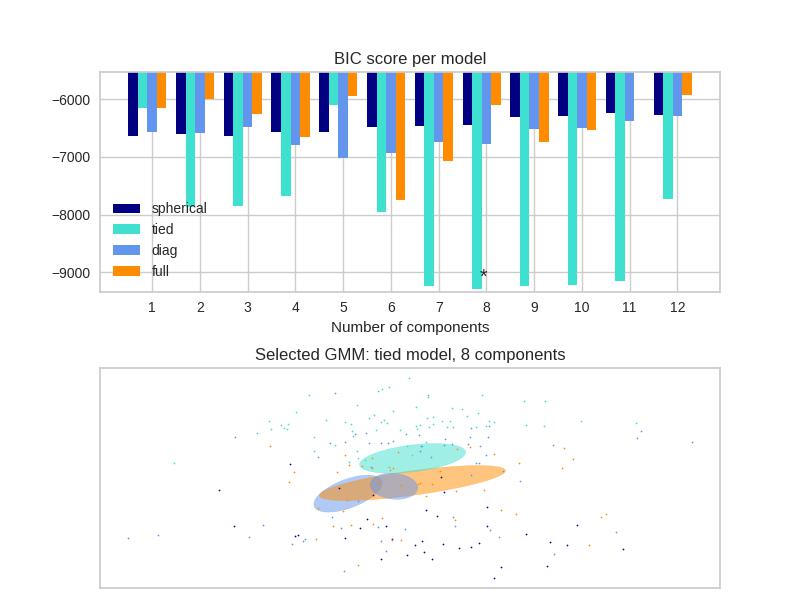 BIC score per model
−6000
−7000
−8000
−9000
spherical
tied
diag
full
*
1 2 3 4 5 6 7 8 9 10 11 12
Number of components
Selected GMM: tied model, 8 components